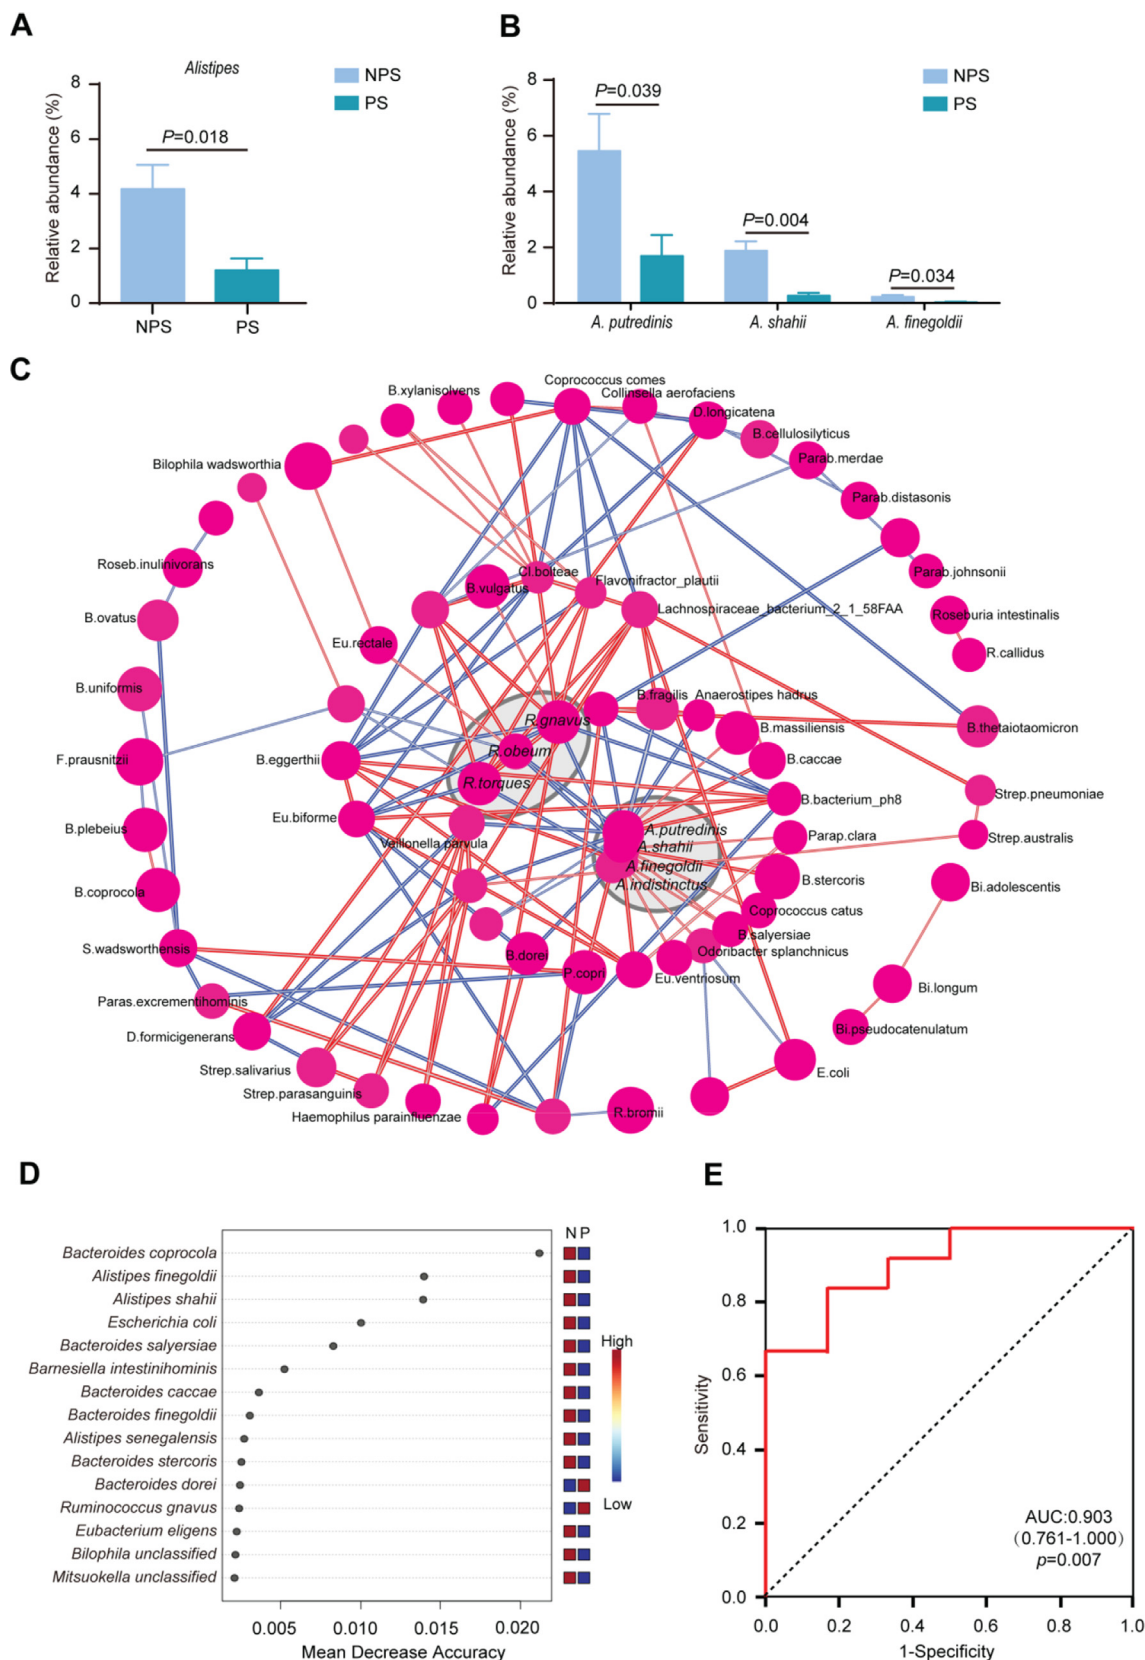 A
Alistipes
NPS
PS
Relative abundance (%)
8
6
4
2
0
P=0.018
NPS
PS
B
NPS
PS
Relative abundance (%)
8
6
4
2
0
P=0.039
P=0.004
P=0.034
A. putredinis
A. shahii
A. finegoldii
C
B.xylanisolvens
Coprococcus comes
Collinsella aerofaciens
D.longicatena
B.cellulosilyticus
Bilophila wadsworthia
Parab.merdae
Parab.distasonis
Roseb.inulinivorans
Cl.bolteae
Parab.johnsonii
B.vulgatus
Flavonifractor_plautii
Lachnospiraceae_bacterium_2_1_58FAA
Roseburia intestinalis
B.ovatus
Eu.rectale
R.callidus
B.uniformis
B.fragilis
Anaerostipes hadrus
R.gnavus
B.massiliensis
B.thetaiotaomicron
F.prausnitzii
B.eggerthii
R.obeum
B.caccae
R.torques
Strep.pneumoniae
B.bacterium_ph8
Eu.biforme
B.plebeius
A.putredinis
Parap.clara
Strep.australis
Veillonella parvula
A.shahii
A.finegoldii
B.stercoris
A.indistinctus
Bi.adolescentis
B.coprocola
Coprococcus catus
B.salyersiae
S.wadsworthensis
B.dorei
Odoribacter splanchnicus
P.copri
Eu.ventriosum
Bi.longum
Paras.excrementihominis
Bi.pseudocatenulatum
D.formicigenerans
Strep.salivarius
E.coli
Strep.parasanguinis
Haemophilus parainfluenzae
R.bromii
D
N P
Bacteroides coprocola
Alistipes finegoldii
Alistipes shahii
Escherichia coli
Bacteroides salyersiae
Barnesiella intestinihominis
Bacteroides caccae
Bacteroides finegoldii
Alistipes senegalensis
Bacteroides stercoris
Bacteroides dorei
Ruminococcus gnavus
Eubacterium eligens
Bilophila unclassified
Mitsuokella unclassified
High
Low
0.005
0.010
0.015
0.020
Mean Decrease Accuracy
E
Sensitivity
1.0
0.8
0.6
0.4
0.2
0.0
AUC:0.903
(0.761-1.000)
p=0.007
0.0
0.2
0.4
0.6
0.8
1.0
1-Specificity